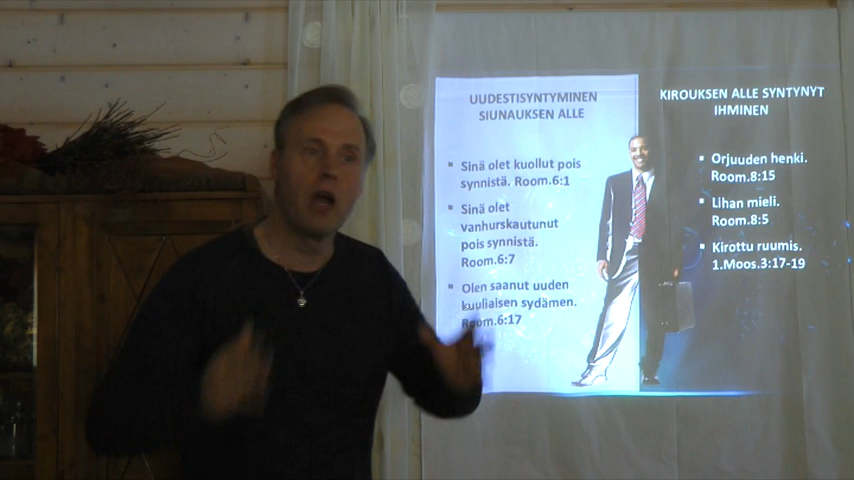 UUDESTISYNTYMINEN
SIUNAUKSEN ALLE
Sinä olet kuollut pois
synnistä. Room.6:1
Sinä olet
vanhurskautunut
pois synnistä.
Room.6:7
Olen saanut uuden
kuuliaisen sydämen.
Room.6:17
KIROUKSEN ALLE SYNTYNYT
IHMINEN
Orjuuden henki.
Room.8:15
Lihan mieli.
Room.8:5
Kirottu ruumis.
1.Moos.3:17-19